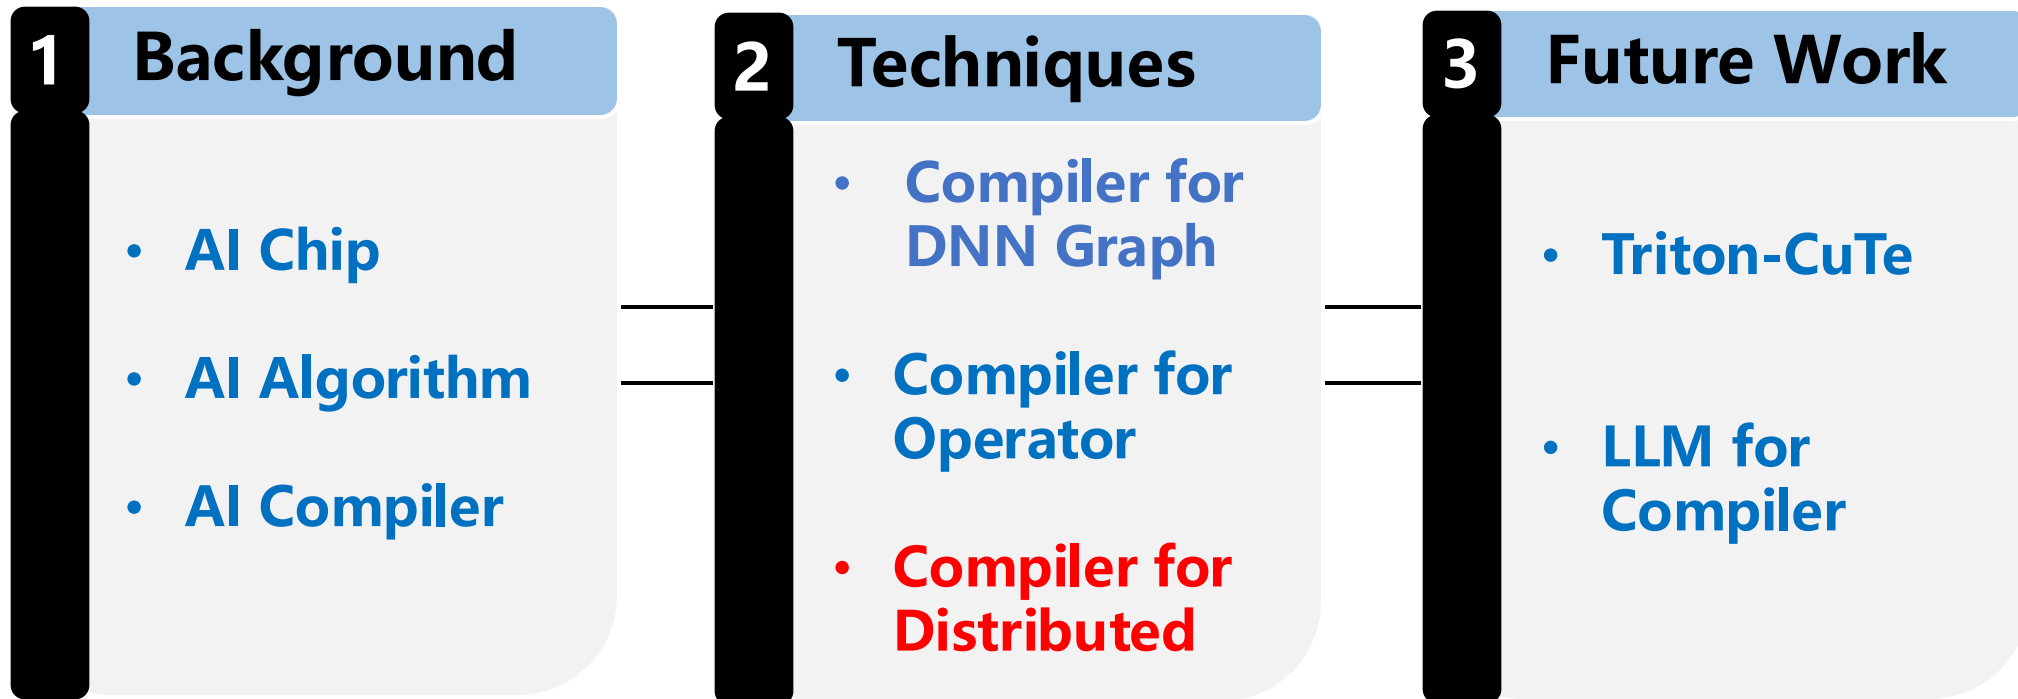 1 Background
• AI Chip
• AI Algorithm
• AI Compiler
2 Techniques
• Compiler for
DNN Graph
• Compiler for
Operator
• Compiler for
Distributed
3 Future Work
• Triton-CuTe
• LLM for
Compiler